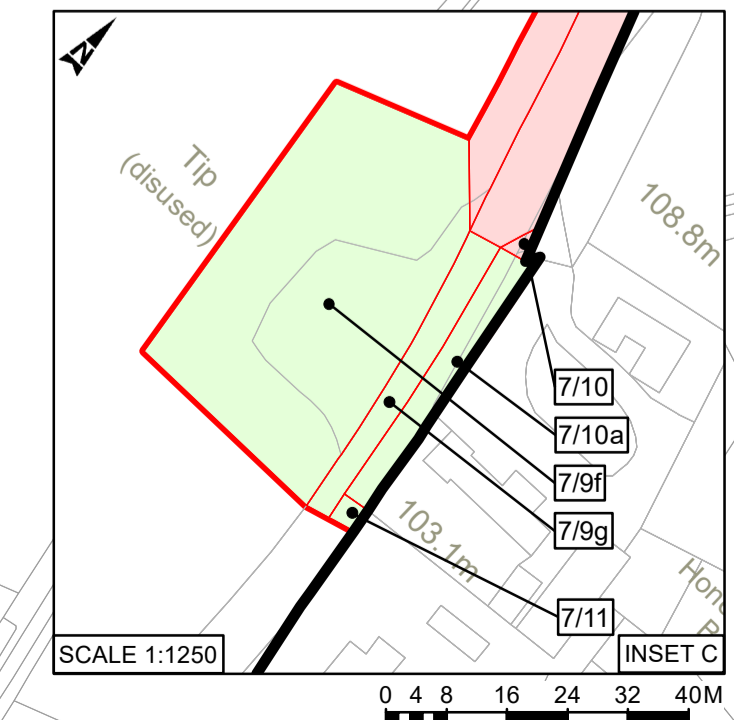 N
Tip
(disused)
108.8m
7/10
7/10a
7/9f
7/9g
103.1m
7/11
SCALE 1:1250
INSET C
0 4 8 16 24 32 40M